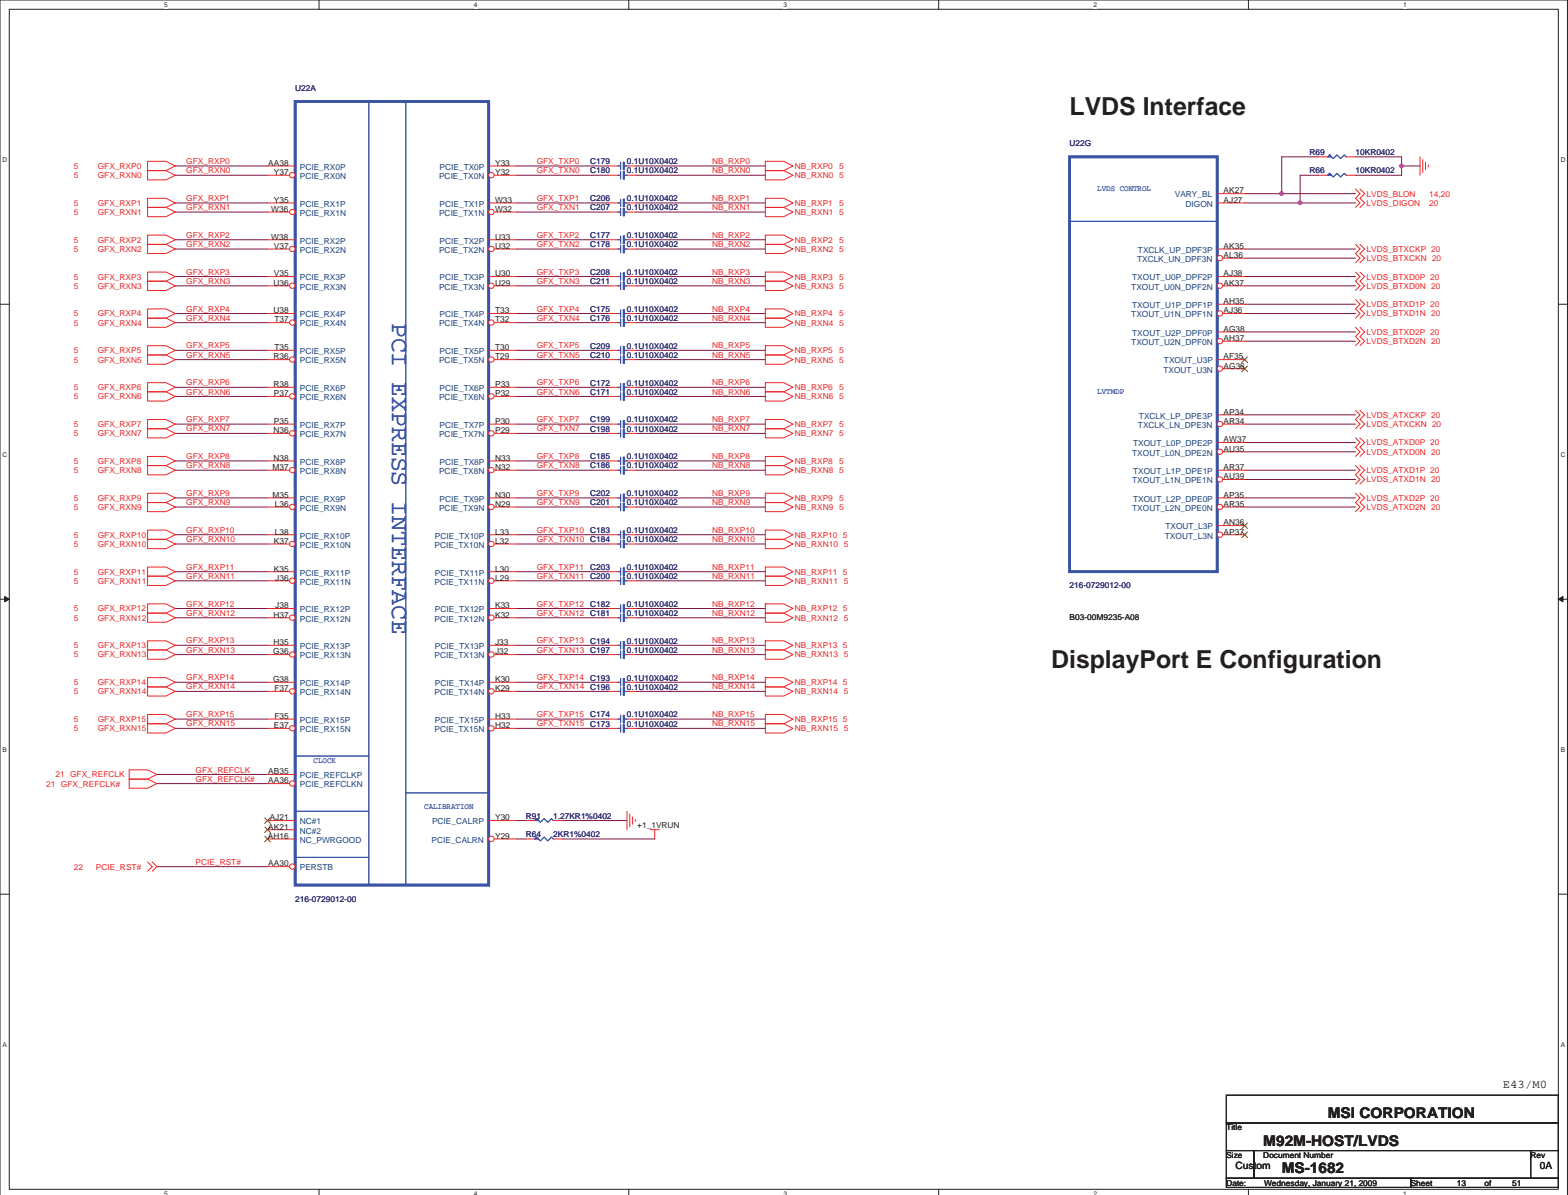 5 4 3 2 1
U22A
GFX_RXP0 5 GFX_RXP0 AA38 PCIE_RX0P PCIE_TX0P Y33 GFX_TXP0 C179 0.1U10X0402 NB_RXP0 NB_RXP0 5
5 GFX_RXN0 GFX_RXN0 Y37 PCIE_RX0N PCIE_TX0N Y32 GFX_TXN0 C180 0.1U10X0402 NB_RXN0 NB_RXN0 5
5 GFX_RXP1 GFX_RXP1 Y35 PCIE_RX1P PCIE_TX1P W33 GFX_TXP1 C206 0.1U10X0402 NB_RXP1 NB_RXP1 5
5 GFX_RXN1 GFX_RXN1 W36 PCIE_RX1N PCIE_TX1N W32 GFX_TXN1 C207 0.1U10X0402 NB_RXN1 NB_RXN1 5
5 GFX_RXP2 GFX_RXP2 W38 PCIE_RX2P PCIE_TX2P U33 GFX_TXP2 C177 0.1U10X0402 NB_RXP2 NB_RXP2 5
5 GFX_RXN2 GFX_RXN2 V37 PCIE_RX2N PCIE_TX2N U32 GFX_TXN2 C178 0.1U10X0402 NB_RXN2 NB_RXN2 5
5 GFX_RXP3 GFX_RXP3 V35 PCIE_RX3P PCIE_TX3P U30 GFX_TXP3 C208 0.1U10X0402 NB_RXP3 NB_RXP3 5
5 GFX_RXN3 GFX_RXN3 U36 PCIE_RX3N PCIE_TX3N U29 GFX_TXN3 C211 0.1U10X0402 NB_RXN3 NB_RXN3 5
5 GFX_RXP4 GFX_RXP4 U38 PCIE_RX4P PCIE_TX4P T33 GFX_TXP4 C175 0.1U10X0402 NB_RXP4 NB_RXP4 5
5 GFX_RXN4 GFX_RXN4 T37 PCIE_RX4N PCIE_TX4N T32 GFX_TXN4 C176 0.1U10X0402 NB_RXN4 NB_RXN4 5
5 GFX_RXP5 GFX_RXP5 T35 PCIE_RX5P PCIE_TX5P T30 GFX_TXP5 C209 0.1U10X0402 NB_RXP5 NB_RXP5 5
5 GFX_RXN5 GFX_RXN5 R36 PCIE_RX5N PCIE_TX5N T29 GFX_TXN5 C210 0.1U10X0402 NB_RXN5 NB_RXN5 5
5 GFX_RXP6 GFX_RXP6 R38 PCIE_RX6P PCIE_TX6P P33 GFX_TXP6 C172 0.1U10X0402 NB_RXP6 NB_RXP6 5
5 GFX_RXN6 GFX_RXN6 P37 PCIE_RX6N PCIE_TX6N P32 GFX_TXN6 C171 0.1U10X0402 NB_RXN6 NB_RXN6 5
5 GFX_RXP7 GFX_RXP7 P35 PCIE_RX7P PCIE_TX7P P30 GFX_TXP7 C199 0.1U10X0402 NB_RXP7 NB_RXP7 5
5 GFX_RXN7 GFX_RXN7 N36 PCIE_RX7N PCIE_TX7N P29 GFX_TXN7 C198 0.1U10X0402 NB_RXN7 NB_RXN7 5
5 GFX_RXP8 GFX_RXP8 N38 PCIE_RX8P PCIE_TX8P N33 GFX_TXP8 C185 0.1U10X0402 NB_RXP8 NB_RXP8 5
5 GFX_RXN8 GFX_RXN8 M37 PCIE_RX8N PCIE_TX8N N32 GFX_TXN8 C186 0.1U10X0402 NB_RXN8 NB_RXN8 5
5 GFX_RXP9 GFX_RXP9 M35 PCIE_RX9P PCIE_TX9P N30 GFX_TXP9 C202 0.1U10X0402 NB_RXP9 NB_RXP9 5
5 GFX_RXN9 GFX_RXN9 L36 PCIE_RX9N PCIE_TX9N N29 GFX_TXN9 C201 0.1U10X0402 NB_RXN9 NB_RXN9 5
5 GFX_RXP10 GFX_RXP10 L38 PCIE_RX10P PCIE_TX10P L33 GFX_TXP10 C183 0.1U10X0402 NB_RXP10 NB_RXP10 5
5 GFX_RXN10 GFX_RXN10 K37 PCIE_RX10N PCIE_TX10N L32 GFX_TXN10 C184 0.1U10X0402 NB_RXN10 NB_RXN10 5
5 GFX_RXP11 GFX_RXP11 K35 PCIE_RX11P PCIE_TX11P L30 GFX_TXP11 C203 0.1U10X0402 NB_RXP11 NB_RXP11 5
5 GFX_RXN11 GFX_RXN11 J36 PCIE_RX11N PCIE_TX11N L29 GFX_TXN11 C200 0.1U10X0402 NB_RXN11 NB_RXN11 5
5 GFX_RXP12 GFX_RXP12 J38 PCIE_RX12P PCIE_TX12P K33 GFX_TXP12 C182 0.1U10X0402 NB_RXP12 NB_RXP12 5
5 GFX_RXN12 GFX_RXN12 H37 PCIE_RX12N PCIE_TX12N K32 GFX_TXN12 C181 0.1U10X0402 NB_RXN12 NB_RXN12 5
5 GFX_RXP13 GFX_RXP13 H35 PCIE_RX13P PCIE_TX13P J33 GFX_TXP13 C194 0.1U10X0402 NB_RXP13 NB_RXP13 5
5 GFX_RXN13 GFX_RXN13 G36 PCIE_RX13N PCIE_TX13N J32 GFX_TXN13 C197 0.1U10X0402 NB_RXN13 NB_RXN13 5
5 GFX_RXP14 GFX_RXP14 G38 PCIE_RX14P PCIE_TX14P K30 GFX_TXP14 C193 0.1U10X0402 NB_RXP14 NB_RXP14 5
5 GFX_RXN14 GFX_RXN14 F37 PCIE_RX14N PCIE_TX14N K29 GFX_TXN14 C196 0.1U10X0402 NB_RXN14 NB_RXN14 5
5 GFX_RXP15 GFX_RXP15 F35 PCIE_RX15P PCIE_TX15P H33 GFX_TXP15 C174 0.1U10X0402 NB_RXP15 NB_RXP15 5
5 GFX_RXN15 GFX_RXN15 E37 PCIE_RX15N PCIE_TX15N H32 GFX_TXN15 C173 0.1U10X0402 NB_RXN15 NB_RXN15 5
PCI EXPRESS INTERFACE
CLOCK
21 GFX_REFCLK GFX_REFCLK AB35 PCIE_REFCLKP
21 GFX_REFCLK# GFX_REFCLK# AA36 PCIE_REFCLKN
CALIBRATION
AJ21 NC#1 PCIE_CALRP Y30 R91 1.27KR1%0402
AK21 NC#2 +1_1VRUN
AH16 NC_PWRGOOD PCIE_CALRN Y29 R64 2KR1%0402
22 PCIE_RST# PCIE_RST# AA30 PERSTB
216-0729012-00
LVDS Interface
U22G
R69 10KR0402
R66 10KR0402
LVDS CONTROL
VARY_BL AK27 LVDS_BLON 14,20
DIGON AJ27 LVDS_DIGON 20
TXCLK_UP_DPF3P AK35 LVDS_BTXCKP 20
TXCLK_UN_DPF3N AL36 LVDS_BTXCKN 20
TXOUT_U0P_DPF2P AJ38 LVDS_BTXD0P 20
TXOUT_U0N_DPF2N AK37 LVDS_BTXD0N 20
TXOUT_U1P_DPF1P AH35 LVDS_BTXD1P 20
TXOUT_U1N_DPF1N AJ36 LVDS_BTXD1N 20
TXOUT_U2P_DPF0P AG38 LVDS_BTXD2P 20
TXOUT_U2N_DPF0N AH37 LVDS_BTXD2N 20
TXOUT_U3P AF35
TXOUT_U3N AG36
LVTMDP
TXCLK_LP_DPE3P AP34 LVDS_ATXCKP 20
TXCLK_LN_DPE3N AR34 LVDS_ATXCKN 20
TXOUT_L0P_DPE2P AW37 LVDS_ATXD0P 20
TXOUT_L0N_DPE2N AU35 LVDS_ATXD0N 20
TXOUT_L1P_DPE1P AR37 LVDS_ATXD1P 20
TXOUT_L1N_DPE1N AU39 LVDS_ATXD1N 20
TXOUT_L2P_DPE0P AP35 LVDS_ATXD2P 20
TXOUT_L2N_DPE0N AR35 LVDS_ATXD2N 20
TXOUT_L3P AN36
TXOUT_L3N AP37
216-0729012-00
B03-00M9235-A08
DisplayPort E Configuration
D D
C C
B B
A A
E43/M0
MSI CORPORATION
Title
M92M-HOST/LVDS
Size Document Number Rev
Custom MS-1682 0A
Date: Wednesday, January 21, 2009 Sheet 13 of 51
5 4 3 2 1